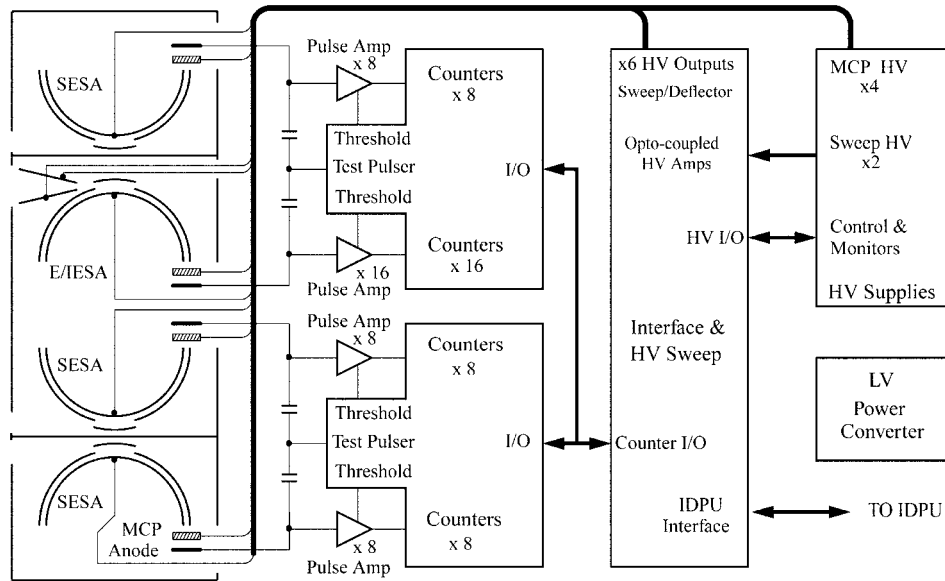 SESA
E/IESA
SESA
SESA
MCP
Anode
Pulse Amp
x 8
Threshold
Test Pulser
Threshold
x 16
Pulse Amp
Counters
x 8
I/O
Counters
x 16
Pulse Amp
x 8
Threshold
Test Pulser
Threshold
x 8
Pulse Amp
Counters
x 8
I/O
Counters
x 8
x6 HV Outputs
Sweep/Deflector
Opto-coupled
HV Amps
HV I/O
Interface &
HV Sweep
Counter I/O
IDPU
Interface
MCP HV
x4
Sweep HV
x2
Control &
Monitors
HV Supplies
LV
Power
Converter
TO IDPU